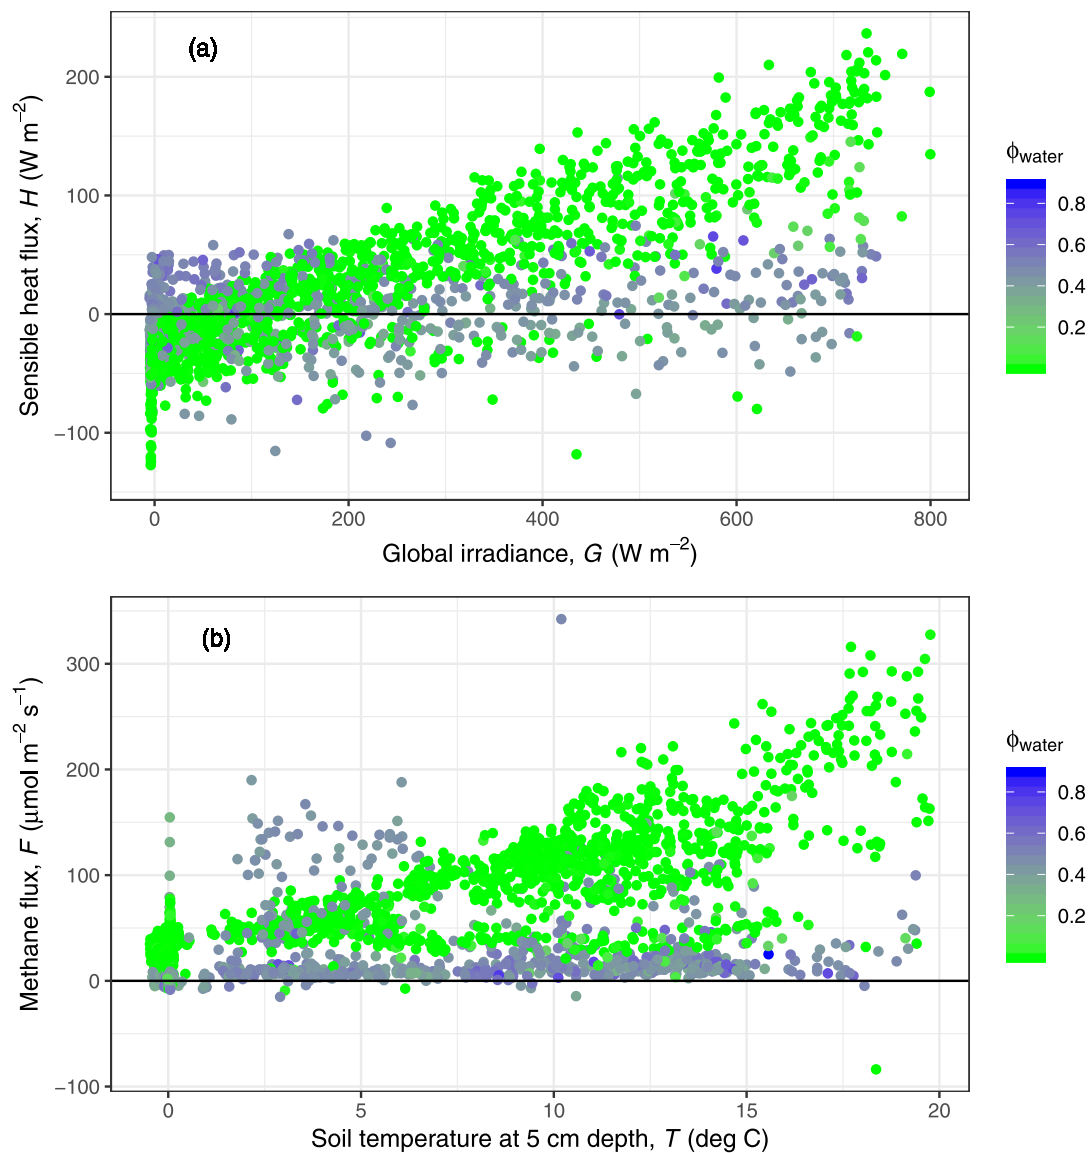 (a)
200
100
0
−100
Sensible heat flux, H (W m−2)
0 200 400 600 800
Global irradiance, G (W m−2)
ϕwater
0.8
0.6
0.4
0.2
(b)
300
200
100
0
−100
Methane flux, F (μmol m−2 s−1)
0 5 10 15 20
Soil temperature at 5 cm depth, T (deg C)
ϕwater
0.8
0.6
0.4
0.2